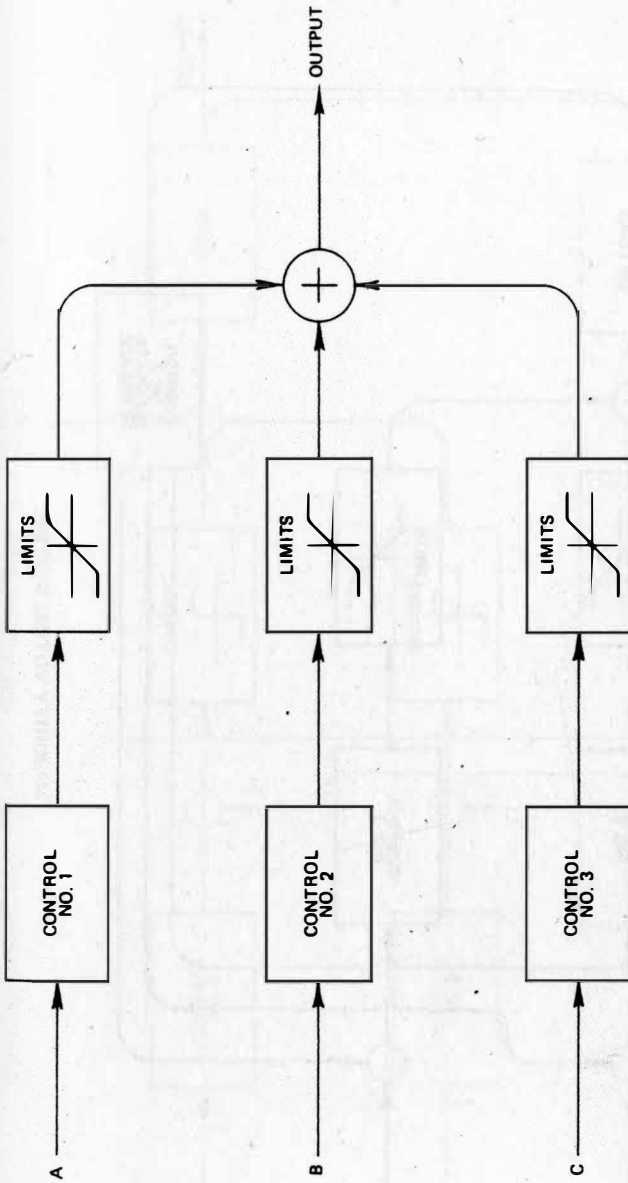 A
CONTROL
NO. 1
LIMITS
B
CONTROL
NO. 2
LIMITS
+
OUTPUT
C
CONTROL
NO. 3
LIMITS